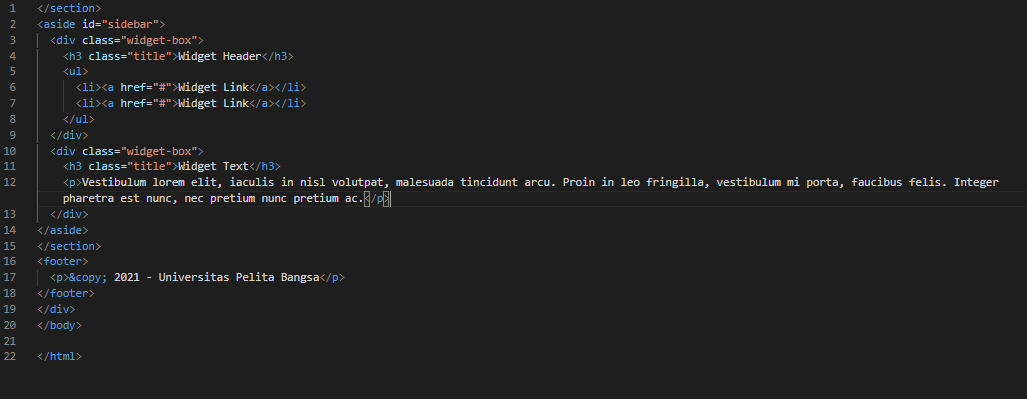 1 </section>
2 <aside id="sidebar">
3 <div class="widget-box">
4 <h3 class="title">Widget Header</h3>
5 <ul>
6 <li><a href="#">Widget Link</a></li>
7 <li><a href="#">Widget Link</a></li>
8 </ul>
9 </div>
10 <div class="widget-box">
11 <h3 class="title">Widget Text</h3>
12 <p>Vestibulum lorem elit, iaculis in nisl volutpat, malesuada tincidunt arcu. Proin in leo fringilla, vestibulum mi porta, faucibus felis. Integer
pharetra est nunc, nec pretium nunc pretium ac.</p>
13 </div>
14 </aside>
15 </section>
16 <footer>
17 <p>&copy; 2021 - Universitas Pelita Bangsa</p>
18 </footer>
19 </div>
20 </body>
21
22 </html>